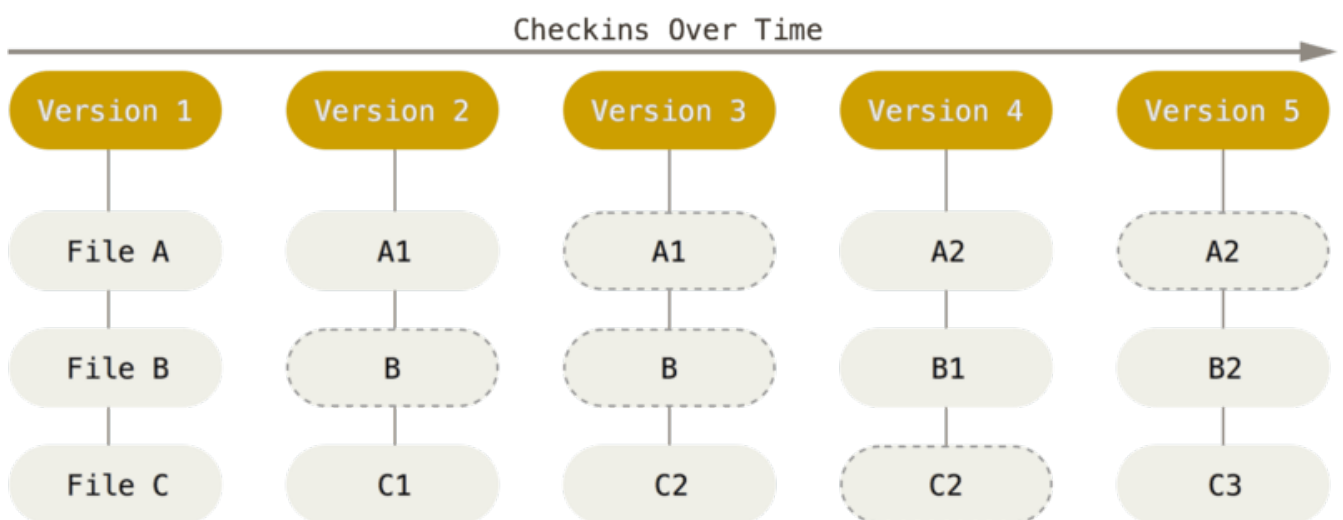 Checkins Over Time
Version 1 Version 2 Version 3 Version 4 Version 5
File A A1 A1 A2 A2
File B B B B1 B2
File C C1 C2 C2 C3